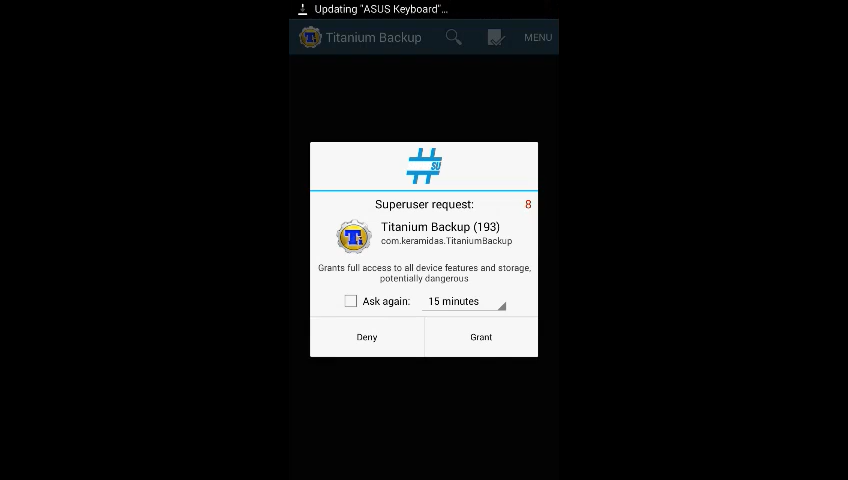 Updating "ASUS Keyboard"...
Titanium Backup
MENU
SU
Superuser request:
8
Titanium Backup (193)
com.keramidas.TitaniumBackup
Grants full access to all device features and storage,
potentially dangerous
Ask again:
15 minutes
Deny
Grant